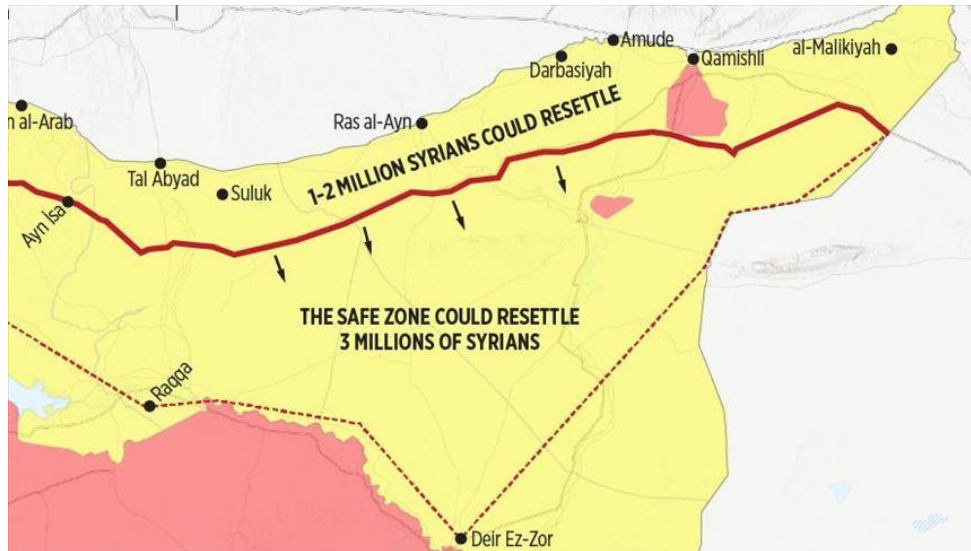 Amude
Qamishli
al-Malikiyah
Darbasiyah
n al-Arab
Ras al-Ayn
1-2 MILLION SYRIANS COULD RESETTLE
Tal Abyad
Suluk
Ayn İsa
THE SAFE ZONE COULD RESETTLE
3 MILLIONS OF SYRIANS
Raqqa
Deir Ez-Zor